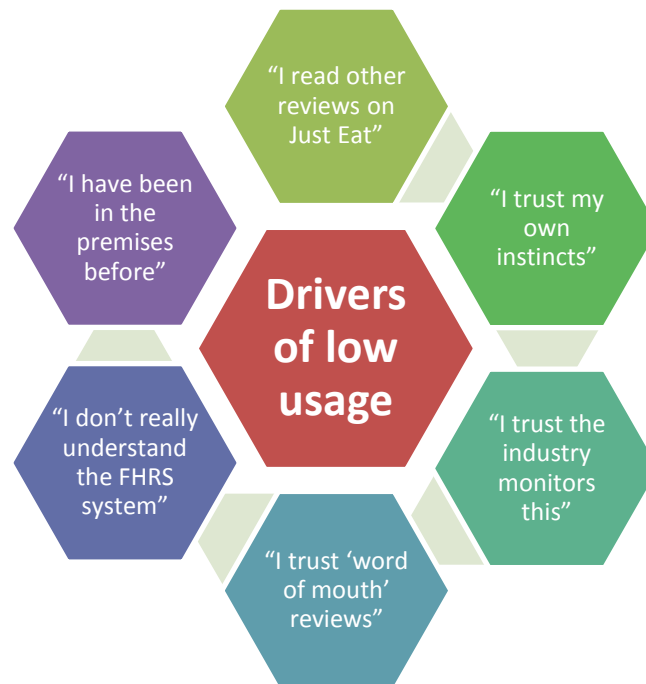 “I read other
reviews on
Just Eat”
“I trust my
own
instincts”
“I trust the
industry
monitors
this”
“I trust ‘word
of mouth’
reviews”
“I don’t really
understand
the FHRS
system”
“I have been
in the
premises
before”
Drivers
of low
usage